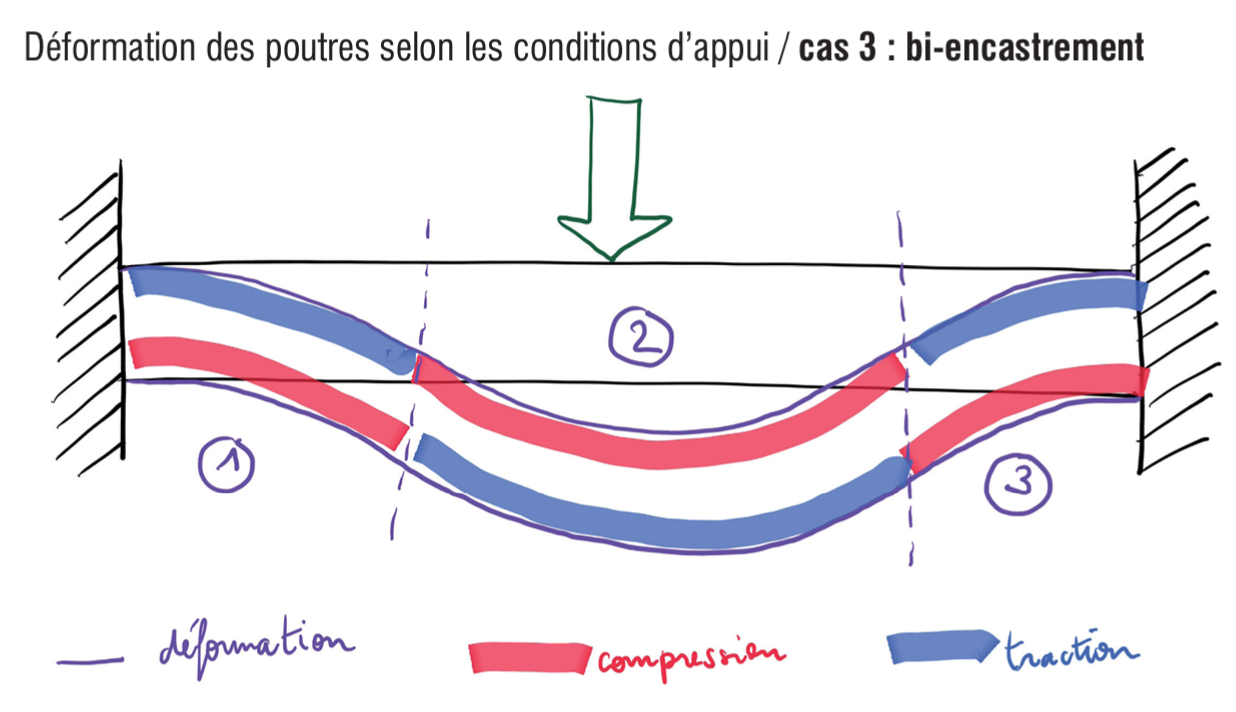 Déformation des poutres selon les conditions d’appui / cas 3 : bi-encastrement
2
1
3
déformation
compression
traction